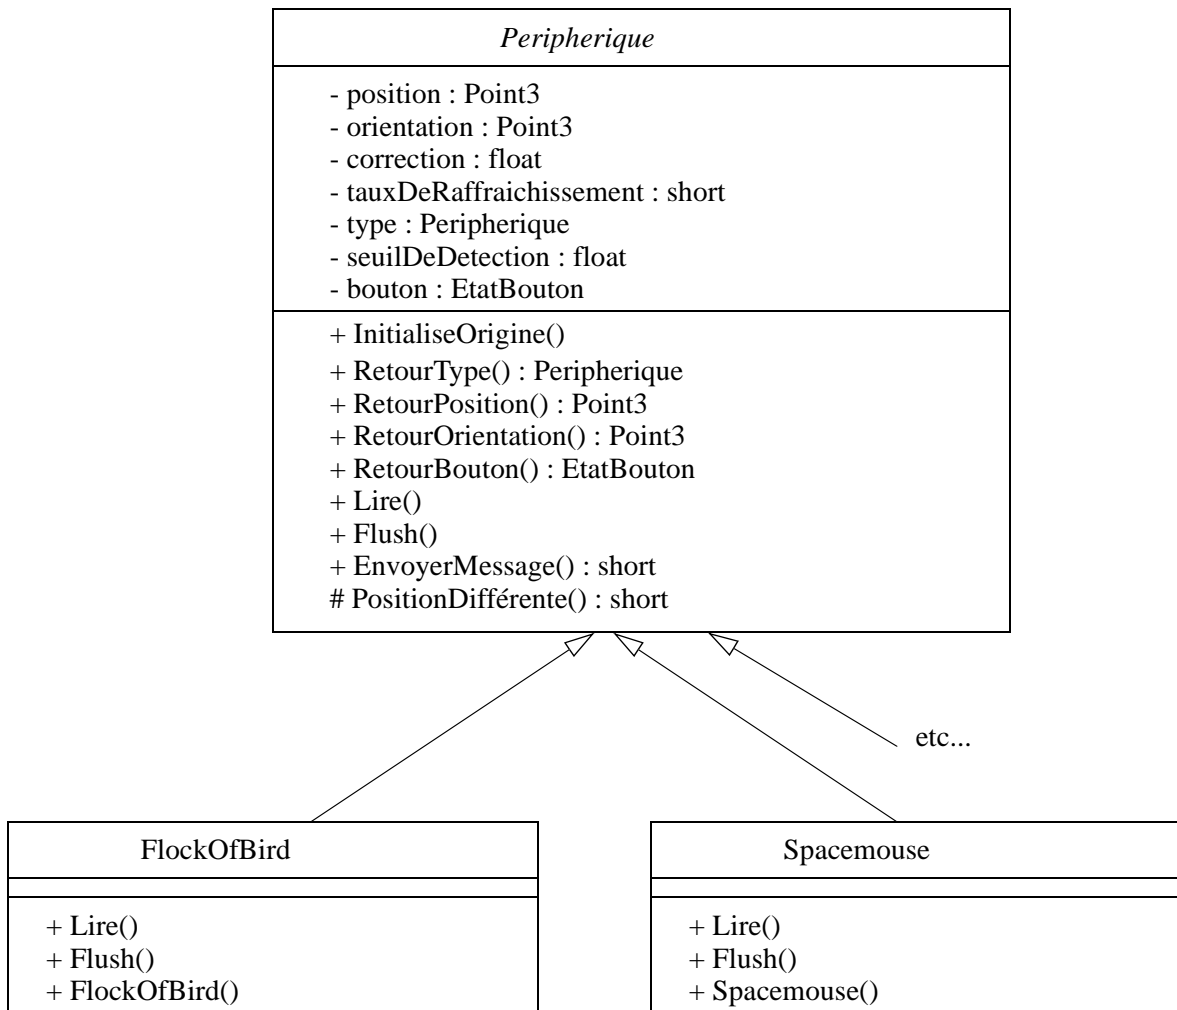 Peripherique
- position : Point3
- orientation : Point3
- correction : float
- tauxDeRaffraichissement : short
- type : Peripherique
- seuilDeDetection : float
- bouton : EtatBouton
+ InitialiseOrigine()
+ RetourType() : Peripherique
+ RetourPosition() : Point3
+ RetourOrientation() : Point3
+ RetourBouton() : EtatBouton
+ Lire()
+ Flush()
+ EnvoyerMessage() : short
# PositionDifférente() : short
etc...
FlockOfBird
+ Lire()
+ Flush()
+ FlockOfBird()
Spacemouse
+ Lire()
+ Flush()
+ Spacemouse()